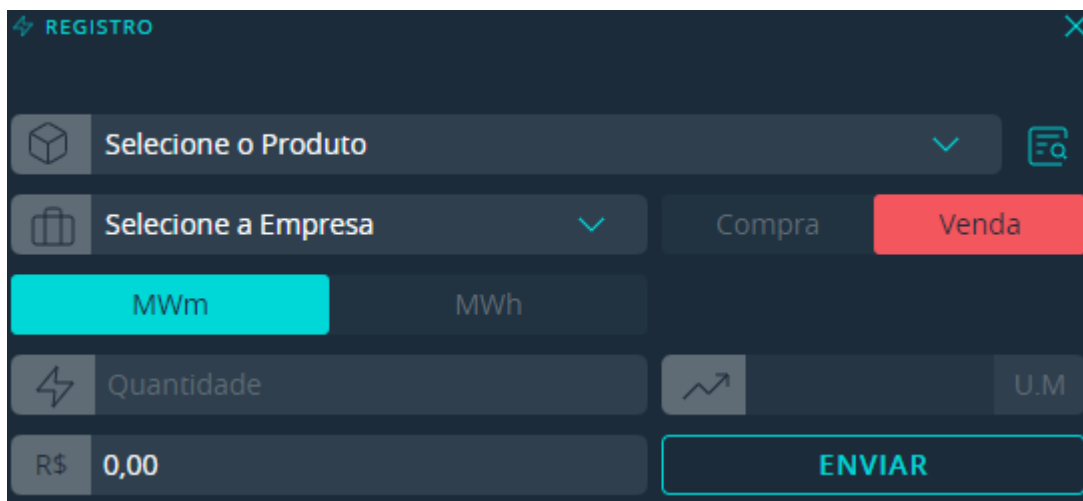 REGISTRO
Selecione o Produto
Selecione a Empresa
Compra
Venda
MWm
MWh
Quantidade
U.M
R$ 0,00
ENVIAR